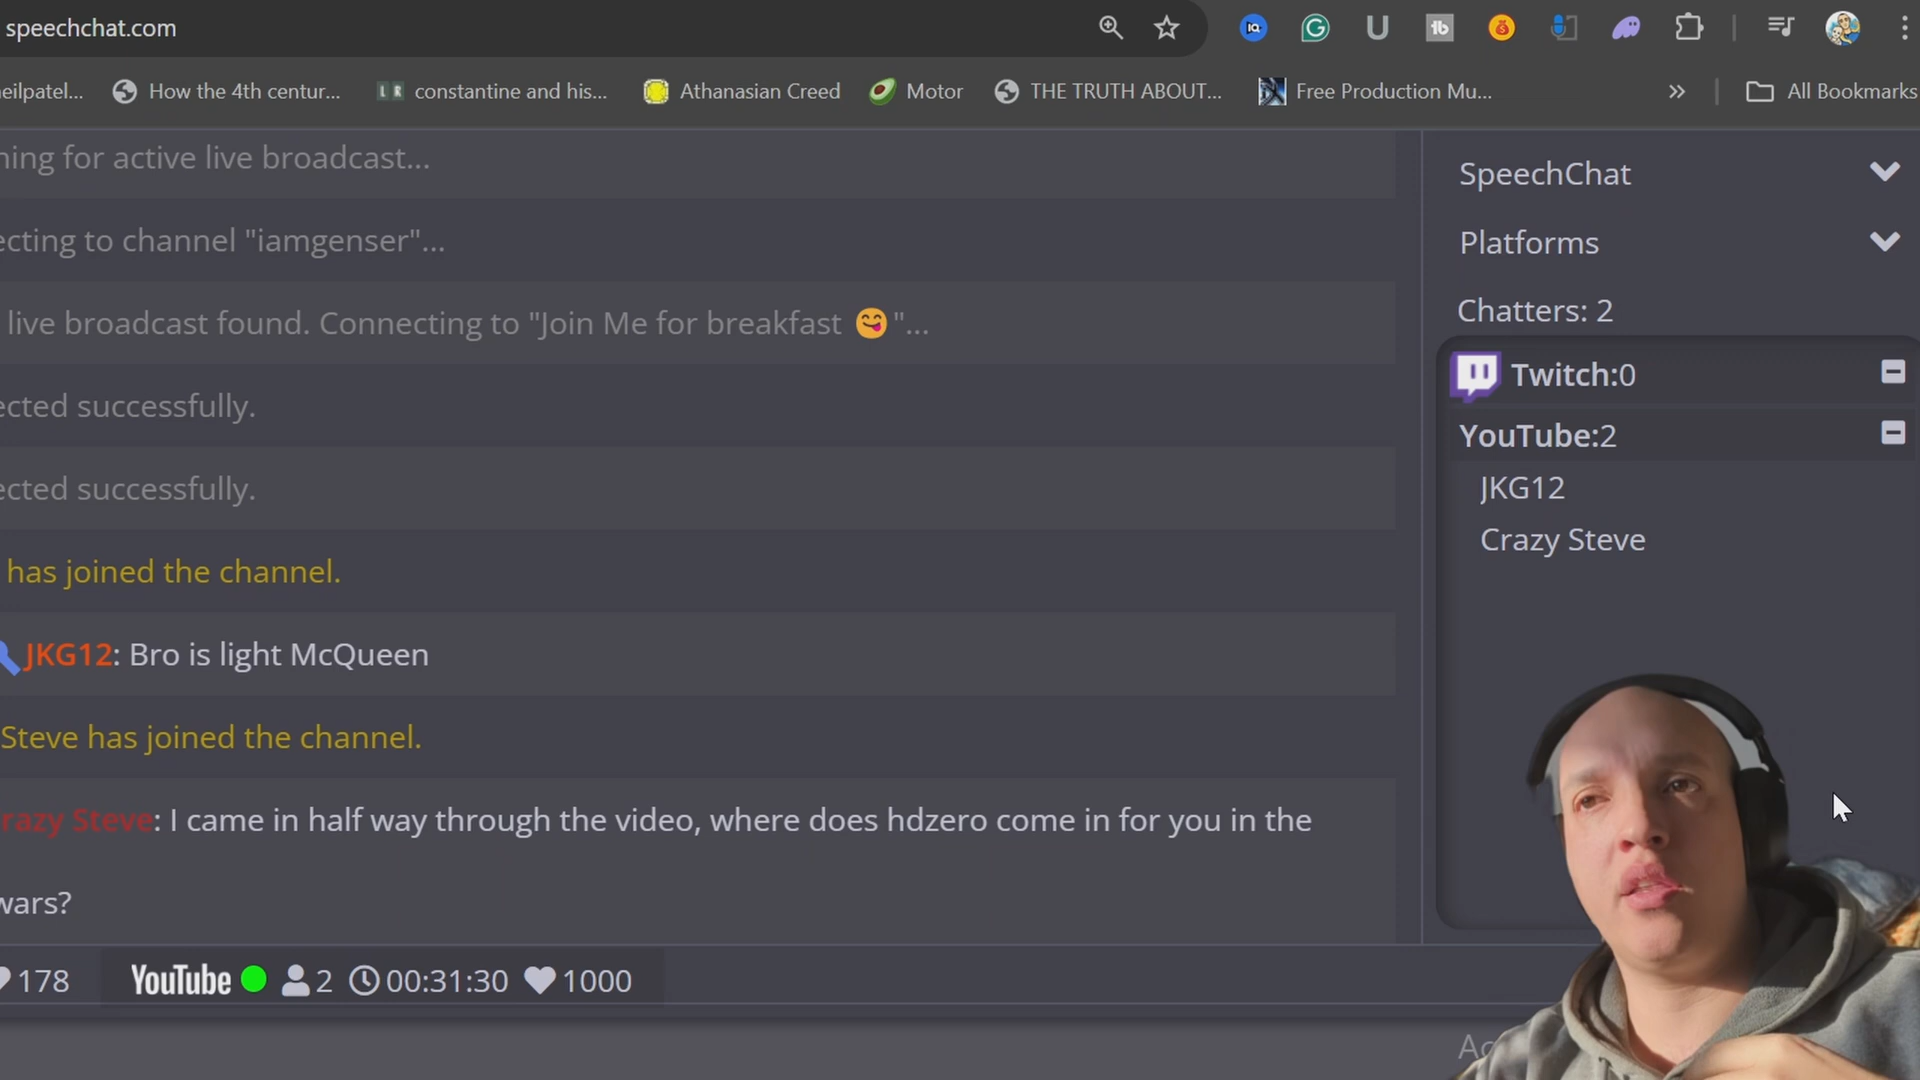 speechchat.com
eilpatel... How the 4th centur... constantine and his... Athanasian Creed Motor THE TRUTH ABOUT... Free Production Mu... » All Bookmarks
ning for active live broadcast...
ecting to channel "iamgenser"...
live broadcast found. Connecting to "Join Me for breakfast 😋"...
ected successfully.
ected successfully.
has joined the channel.
JKG12: Bro is light McQueen
Steve has joined the channel.
razy Steve: I came in half way through the video, where does hdzero come in for you in the
wars?
178 YouTube 2 00:31:30 1000
SpeechChat
Platforms
Chatters: 2
Twitch:0
YouTube:2
JKG12
Crazy Steve